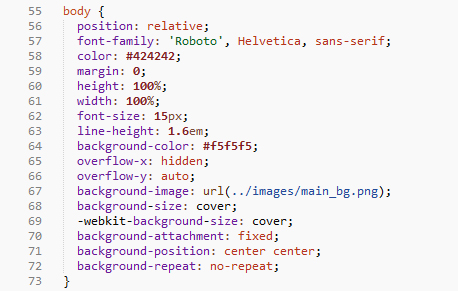 55 body {
56 position: relative;
57 font-family: 'Roboto', Helvetica, sans-serif;
58 color: #424242;
59 margin: 0;
60 height: 100%;
61 width: 100%;
62 font-size: 15px;
63 line-height: 1.6em;
64 background-color: #f5f5f5;
65 overflow-x: hidden;
66 overflow-y: auto;
67 background-image: url(../images/main_bg.png);
68 background-size: cover;
69 -webkit-background-size: cover;
70 background-attachment: fixed;
71 background-position: center center;
72 background-repeat: no-repeat;
73 }